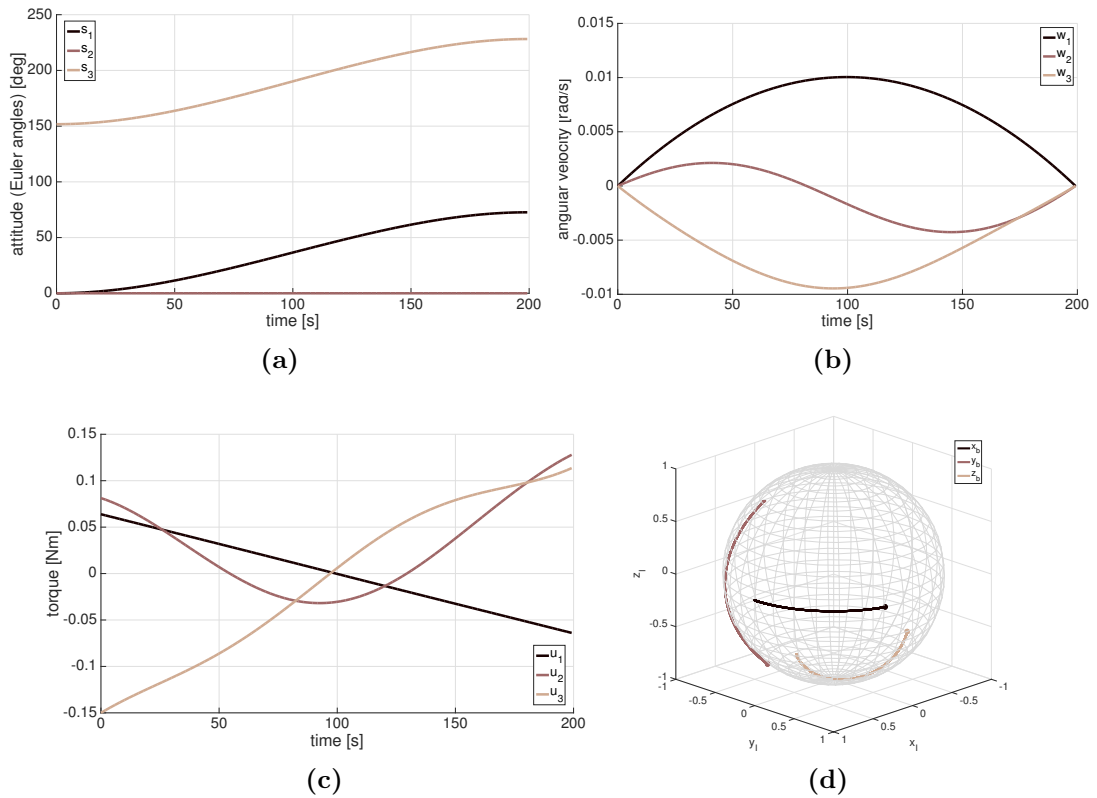 250
200
150
100
50
0
attitude (Euler angles) [deg]
s1
s2
s3
0 50 100 150 200
time [s]
(a)
0.015
0.01
0.005
0
-0.005
-0.01
angular velocity [rad/s]
w1
w2
w3
0 50 100 150 200
time [s]
(b)
0.15
0.1
0.05
0
-0.05
-0.1
-0.15
torque [Nm]
u1
u2
u3
0 50 100 150 200
time [s]
(c)
1
0.5
0
-0.5
-1
zI
xb
yb
zb
-1 -0.5 0 0.5 1
yI
1 0.5 0 -0.5 -1
xI
(d)